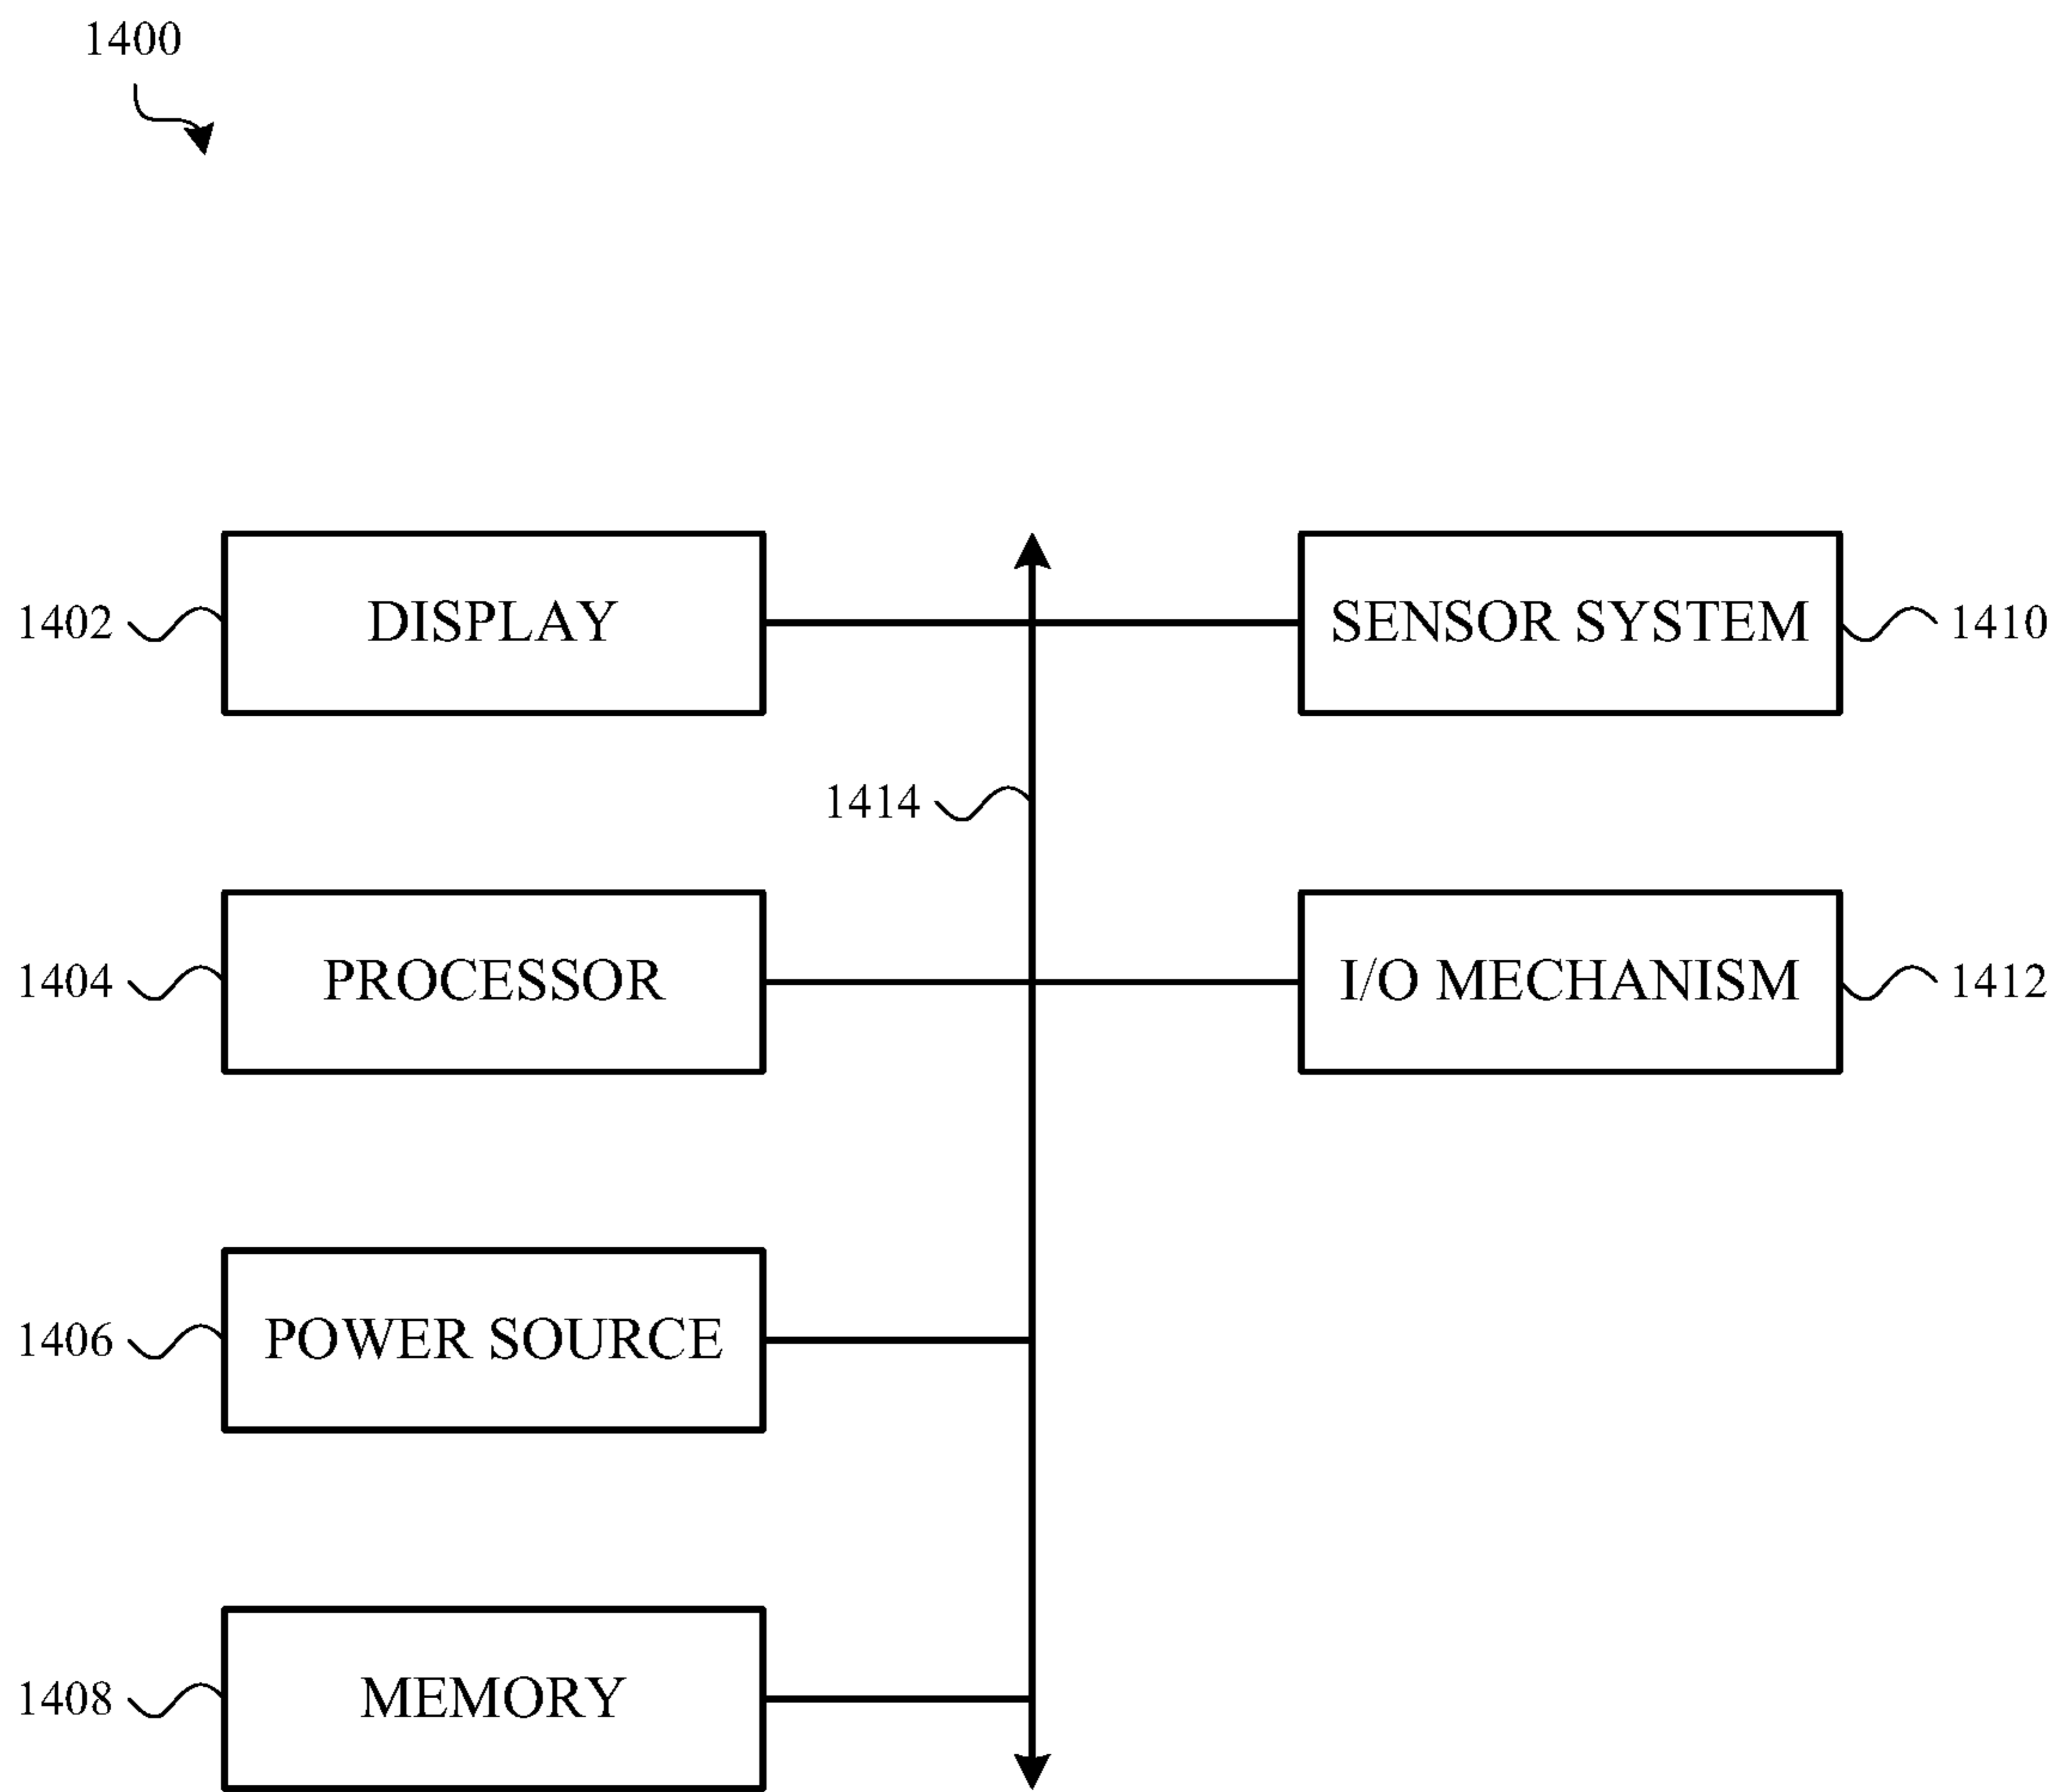 1400
1402 DISPLAY SENSOR SYSTEM 1410
1414
1404 PROCESSOR I/O MECHANISM 1412
1406 POWER SOURCE
1408 MEMORY